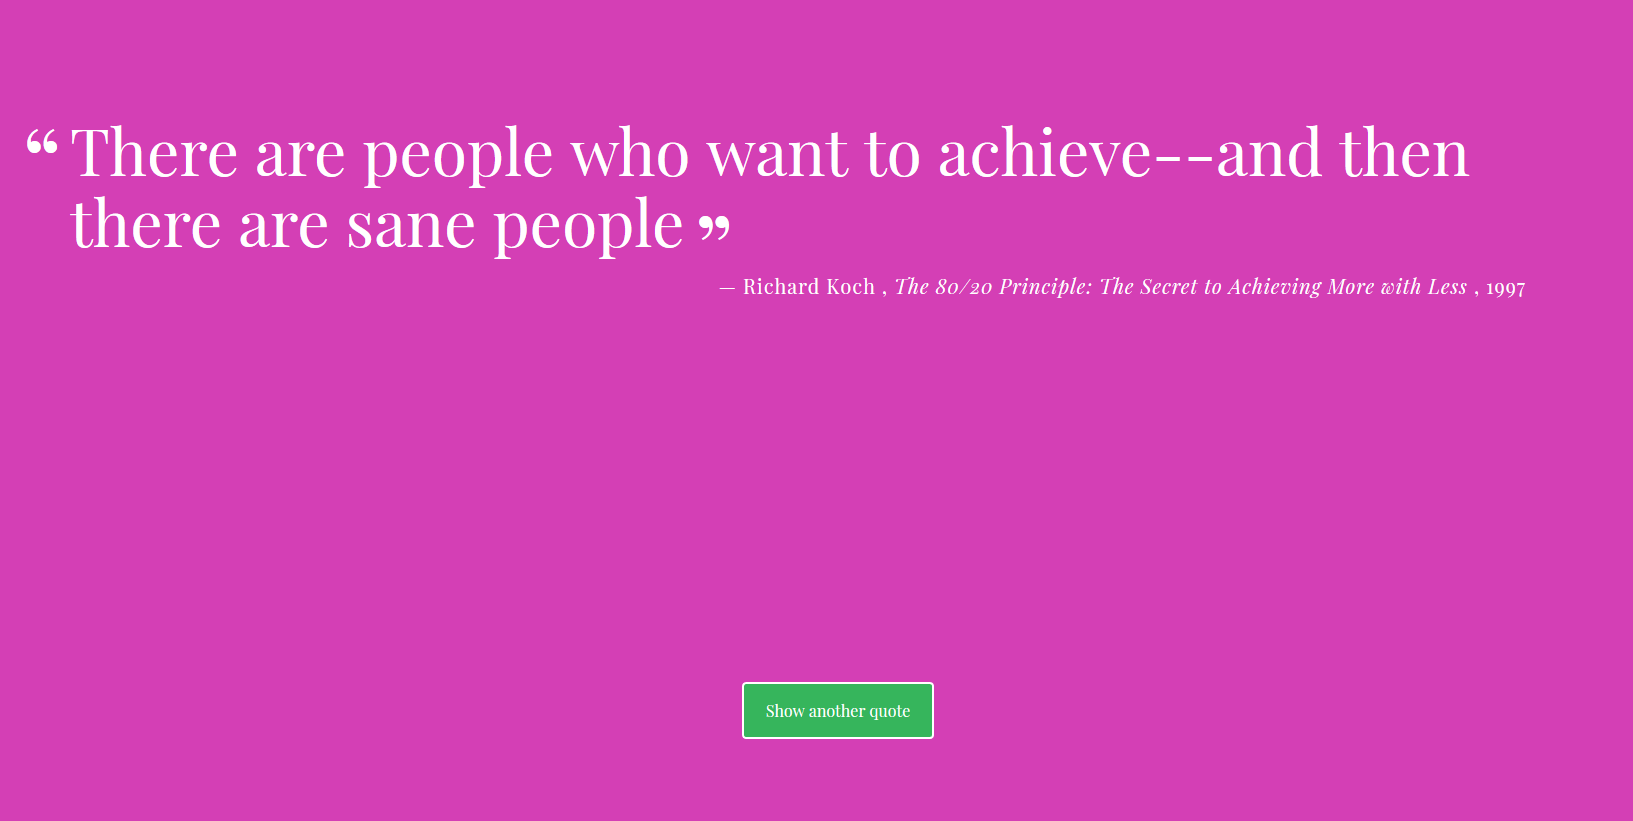 “ There are people who want to achieve--and then
there are sane people ”
— Richard Koch , The 80/20 Principle: The Secret to Achieving More with Less , 1997
Show another quote